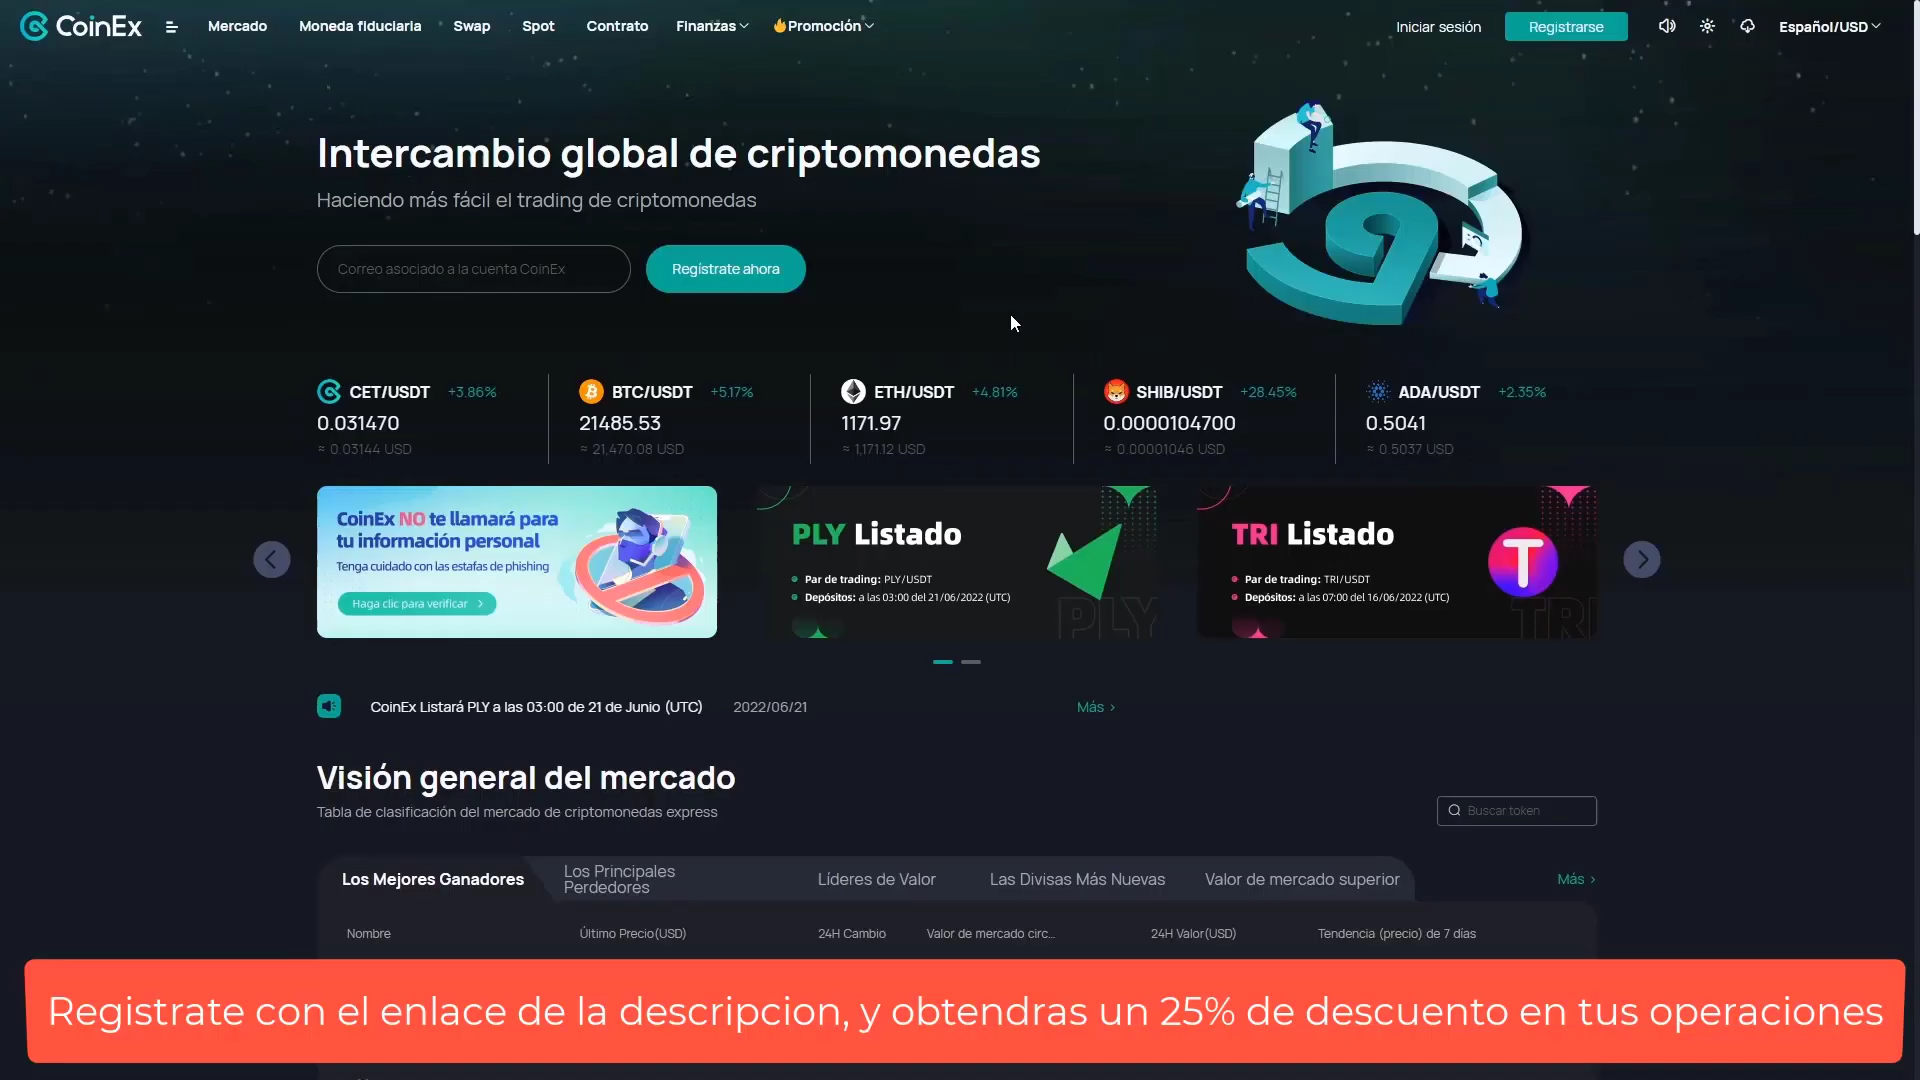 CoinEx
Mercado Moneda fiduciaria Swap Spot Contrato Finanzas Promoción Iniciar sesión Registrarse Español/USD
Intercambio global de criptomonedas
Haciendo más fácil el trading de criptomonedas
Correo asociado a la cuenta CoinEx Regístrate ahora
CET/USDT +3.86% BTC/USDT +5.17% ETH/USDT +4.81% SHIB/USDT +28.45% ADA/USDT +2.35%
0.031470 21485.53 1171.97 0.0000104700 0.5041
≈ 0.03144 USD ≈ 21,470.08 USD ≈ 1,171.12 USD ≈ 0.00001046 USD ≈ 0.5037 USD
CoinEx NO te llamará para
tu información personal
Tenga cuidado con las estafas de phishing
Haga clic para verificar >
PLY Listado
Par de trading: PLY/USDT
Depósitos: a las 03:00 del 21/06/2022 (UTC)
PLY
TRI Listado
Par de trading: TRI/USDT
Depósitos: a las 07:00 del 16/06/2022 (UTC)
T
TRI
CoinEx Listará PLY a las 03:00 de 21 de Junio (UTC) 2022/06/21 Más >
Visión general del mercado
Tabla de clasificación del mercado de criptomonedas express
Buscar token
Los Mejores Ganadores Los Principales Perdedores Líderes de Valor Las Divisas Más Nuevas Valor de mercado superior Más >
Nombre Último Precio(USD) 24H Cambio Valor de mercado circ... 24H Valor(USD) Tendencia (precio) de 7 días
Registrate con el enlace de la descripcion, y obtendras un 25% de descuento en tus operaciones